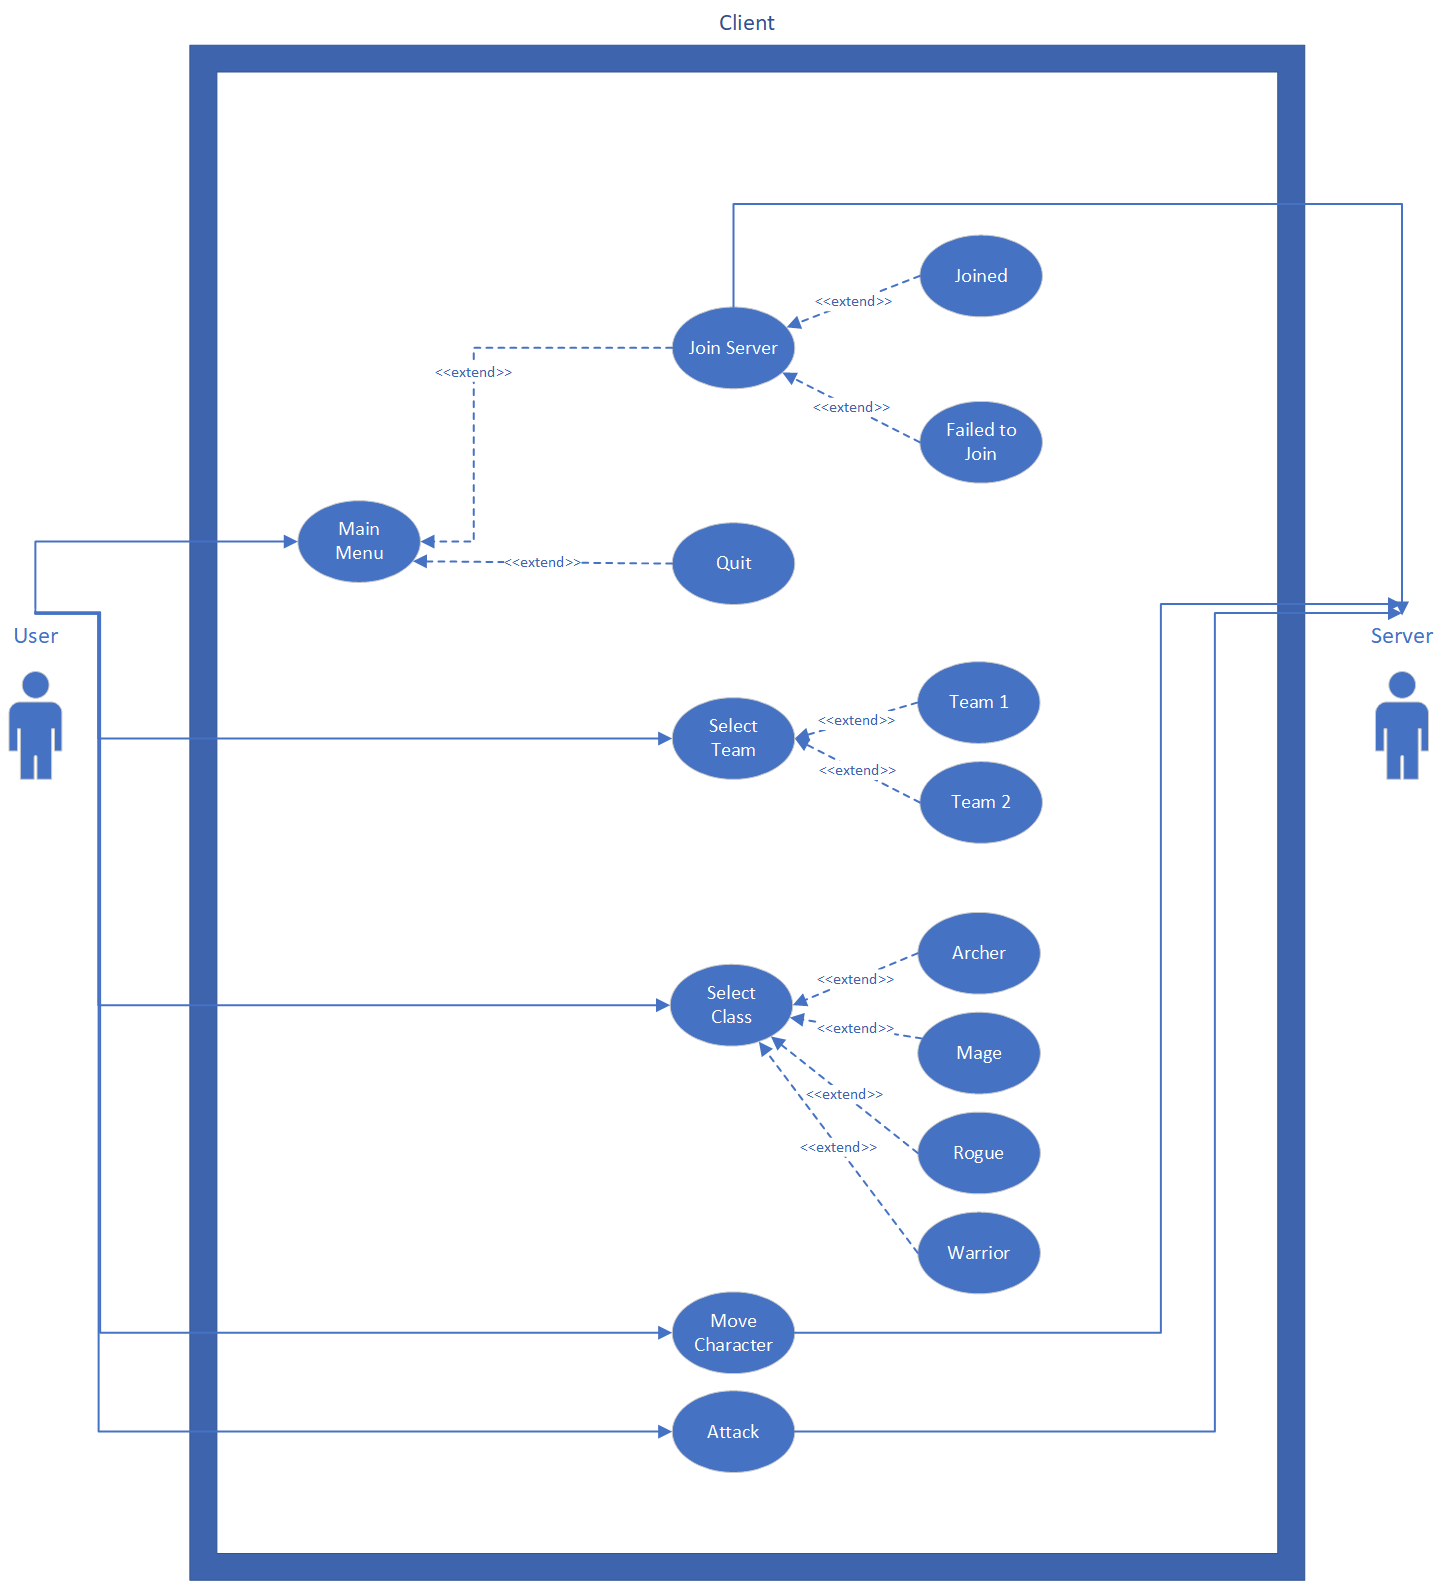 Client
Joined
<<extend>>
Join Server
<<extend>>
<<extend>>
Failed to
Join
Main
Menu
Quit
<<extend>>
User
Server
Team 1
<<extend>>
Select
Team
<<extend>>
Team 2
Archer
<<extend>>
Select
Class
<<extend>>
Mage
<<extend>>
<<extend>>
Rogue
Warrior
Move
Character
Attack